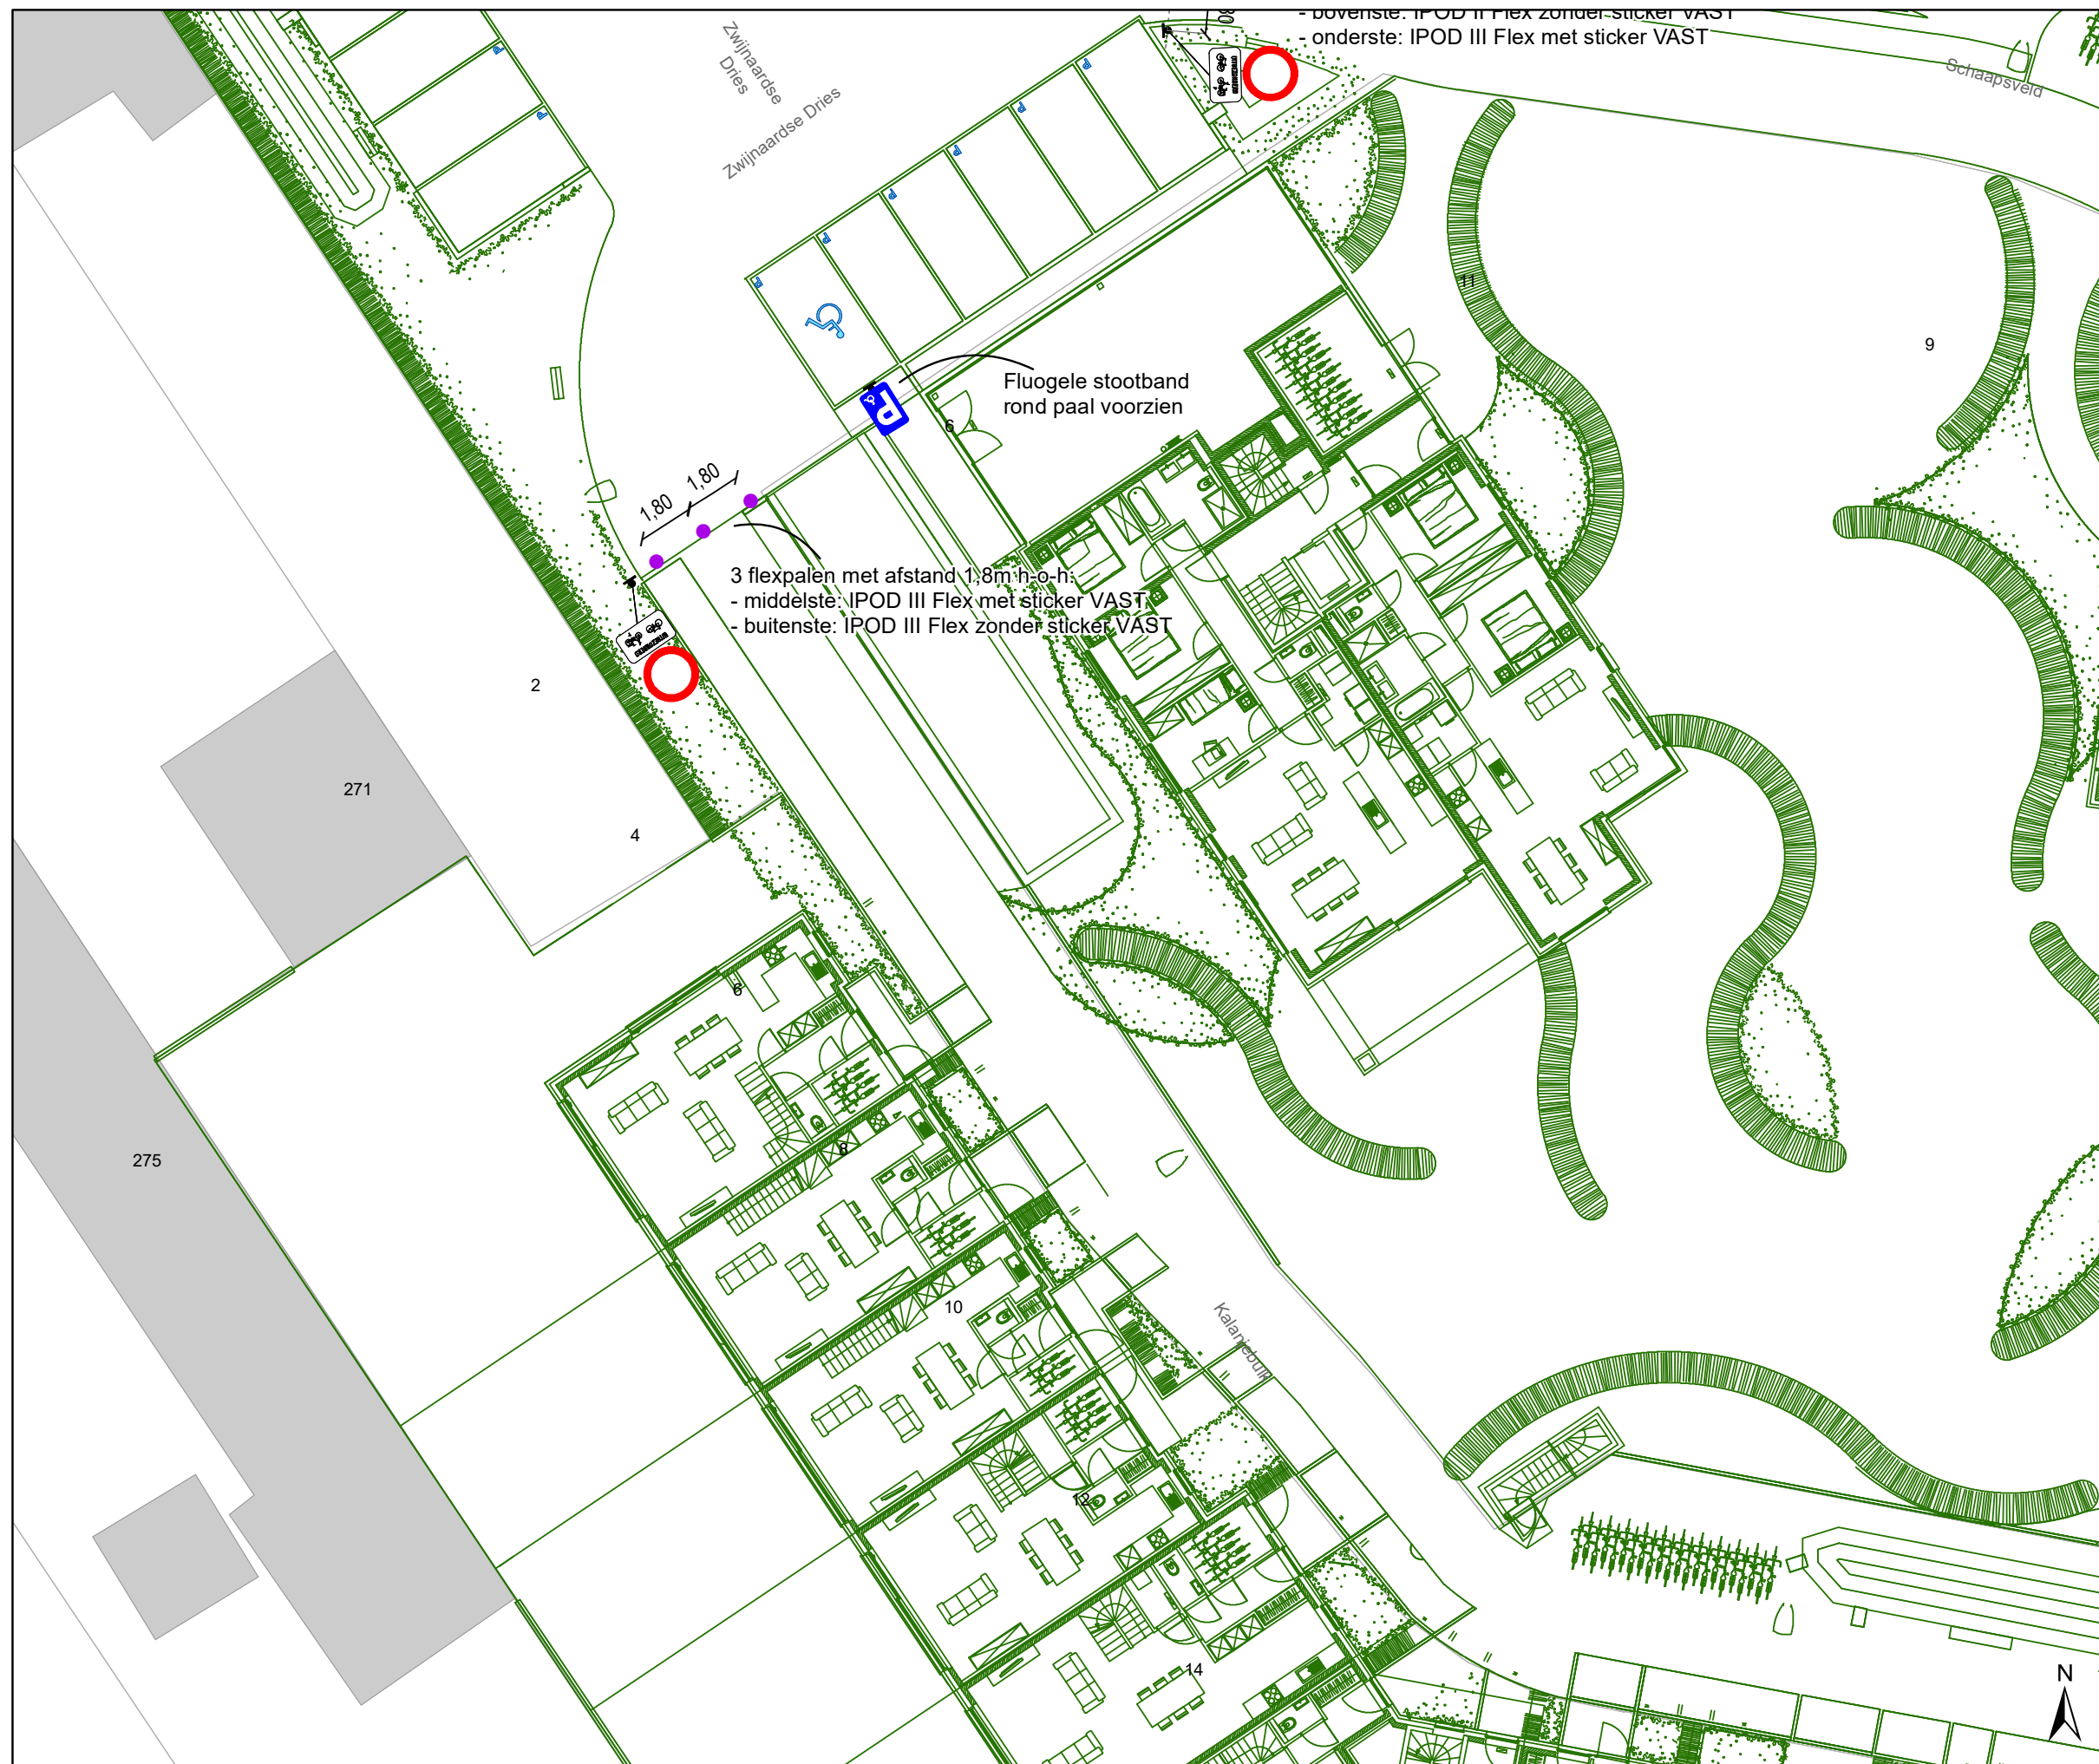 - bovenste: IPOD II Flex zonder sticker VAST
- onderste: IPOD III Flex met sticker VAST
Zwijnaardse
Dries
Zwijnaardse Dries
Schaapsveld
11
9
P
Fluogele stootband
rond paal voorzien
6
1,80
1,80
3 flexpalen met afstand 1,8m h-o-h:
- middelste: IPOD III Flex met sticker VAST
- buitenste: IPOD III Flex zonder sticker VAST
2
271
4
6
8
275
10
Kalaniebulk
12
14
N